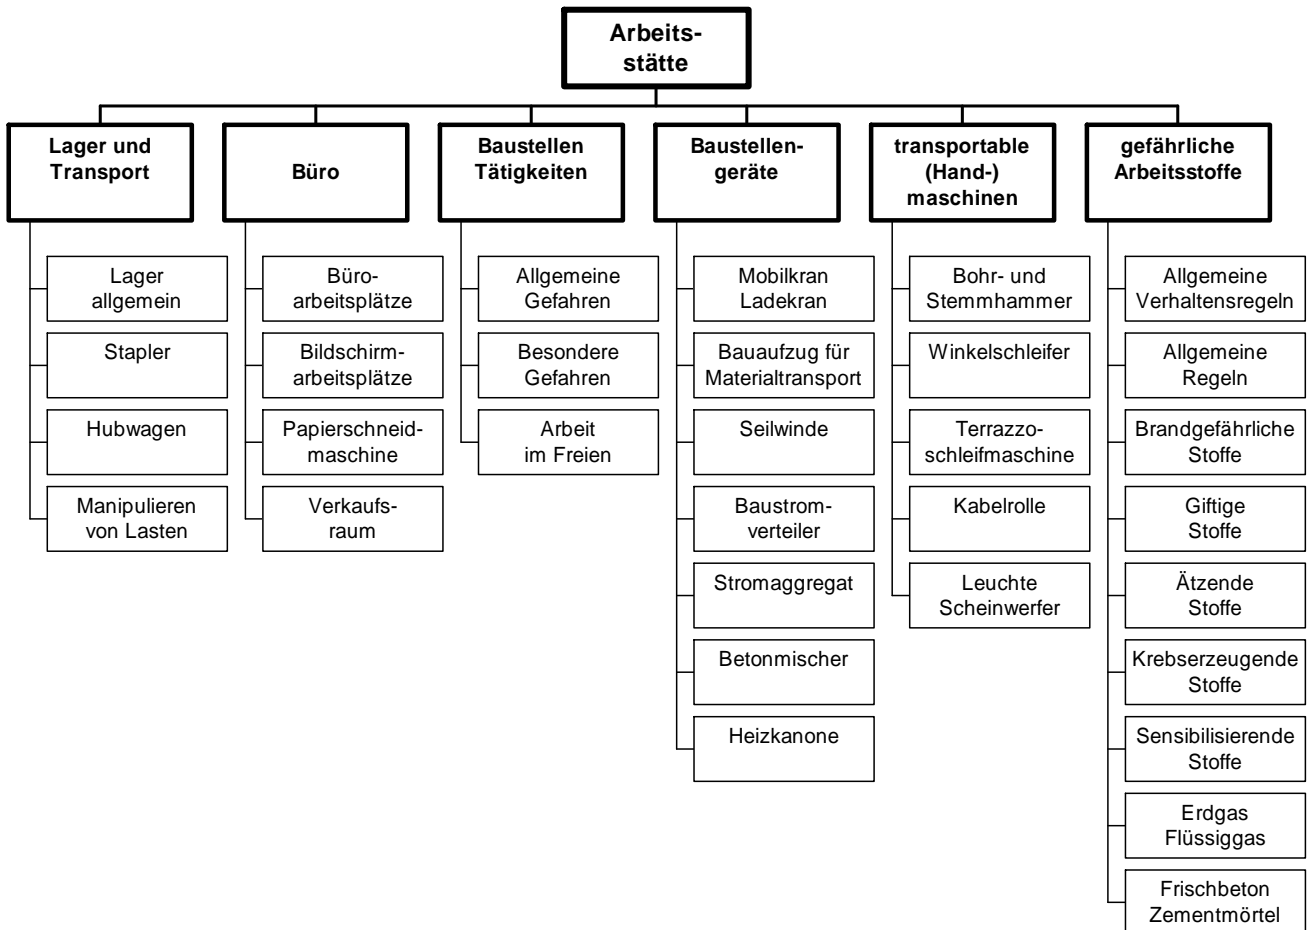 Arbeits-
stätte
Lager und
Transport
Büro
Baustellen
Tätigkeiten
Baustellen-
geräte
transportable
(Hand-)
maschinen
gefährliche
Arbeitsstoffe
Lager
allgemein
Stapler
Hubwagen
Manipulieren
von Lasten
Büro-
arbeitsplätze
Bildschirm-
arbeitsplätze
Papierschneid-
maschine
Verkaufs-
raum
Allgemeine
Gefahren
Besondere
Gefahren
Arbeit
im Freien
Mobilkran
Ladekran
Bauaufzug für
Materialtransport
Seilwinde
Baustrom-
verteiler
Stromaggregat
Betonmischer
Heizkanone
Bohr- und
Stemmhammer
Winkelschleifer
Terrazzo-
schleifmaschine
Kabelrolle
Leuchte
Scheinwerfer
Allgemeine
Verhaltensregeln
Allgemeine
Regeln
Brandgefährliche
Stoffe
Giftige
Stoffe
Ätzende
Stoffe
Krebserzeugende
Stoffe
Sensibilisierende
Stoffe
Erdgas
Flüssiggas
Frischbeton
Zementmörtel